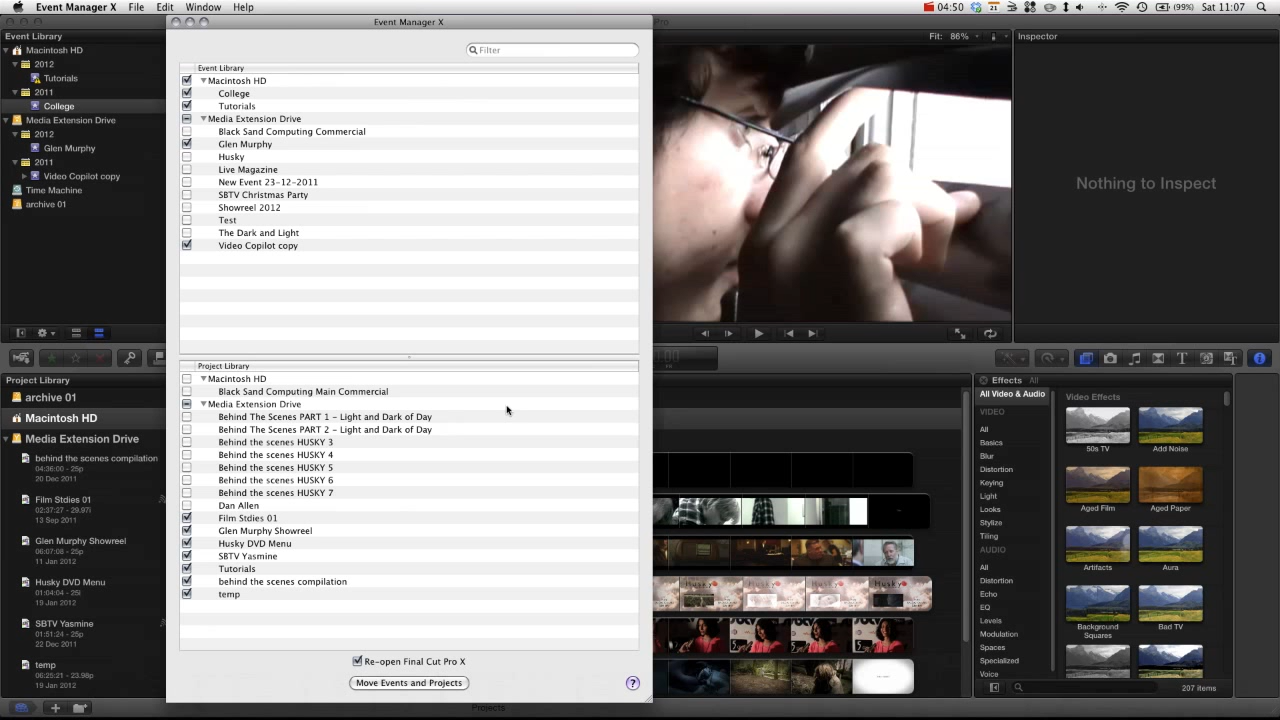 Event Manager X File Edit Window Help
04:50 21 (99%) Sat 11:07
Event Manager X
Pro
Event Library
Macintosh HD
2012
Tutorials
2011
College
Media Extension Drive
2012
Glen Murphy
2011
Video Copilot copy
Time Machine
archive 01
Filter
Event Library
Macintosh HD
College
Tutorials
Media Extension Drive
Black Sand Computing Commercial
Glen Murphy
Husky
Live Magazine
New Event 23-12-2011
SBTV Christmas Party
Showreel 2012
Test
The Dark and Light
Video Copilot copy
Project Library
Macintosh HD
Black Sand Computing Main Commercial
Media Extension Drive
Behind The Scenes PART 1 - Light and Dark of Day
Behind The Scenes PART 2 - Light and Dark of Day
Behind the scenes HUSKY 3
Behind the scenes HUSKY 4
Behind the scenes HUSKY 5
Behind the scenes HUSKY 6
Behind the scenes HUSKY 7
Dan Allen
Film Stdies 01
Glen Murphy Showreel
Husky DVD Menu
SBTV Yasmine
Tutorials
behind the scenes compilation
temp
Re-open Final Cut Pro X
Move Events and Projects
?
Fit: 86%
Inspector
Nothing to Inspect
Project Library
archive 01
Macintosh HD
Media Extension Drive
behind the scenes compilation
04:36:00 - 25p
20 Dec 2011
Film Stdies 01
02:37:27 - 29.97i
13 Sep 2011
Glen Murphy Showreel
06:07:08 - 25p
11 Jan 2012
Husky DVD Menu
01:04:04 - 25i
19 Jan 2012
SBTV Yasmine
01:51:24 - 25p
22 Dec 2011
temp
06:25:21 - 23.98p
19 Jan 2012
Projects
Husky
Husky
Husky
Husky
Effects All
All Video & Audio
VIDEO
All
Basics
Blur
Distortion
Keying
Light
Looks
Stylize
Tiling
AUDIO
All
Distortion
Echo
EQ
Levels
Modulation
Spaces
Specialized
Voice
Video Effects
50s TV
Add Noise
Aged Film
Aged Paper
Artifacts
Aura
Background Squares
Bad TV
207 items